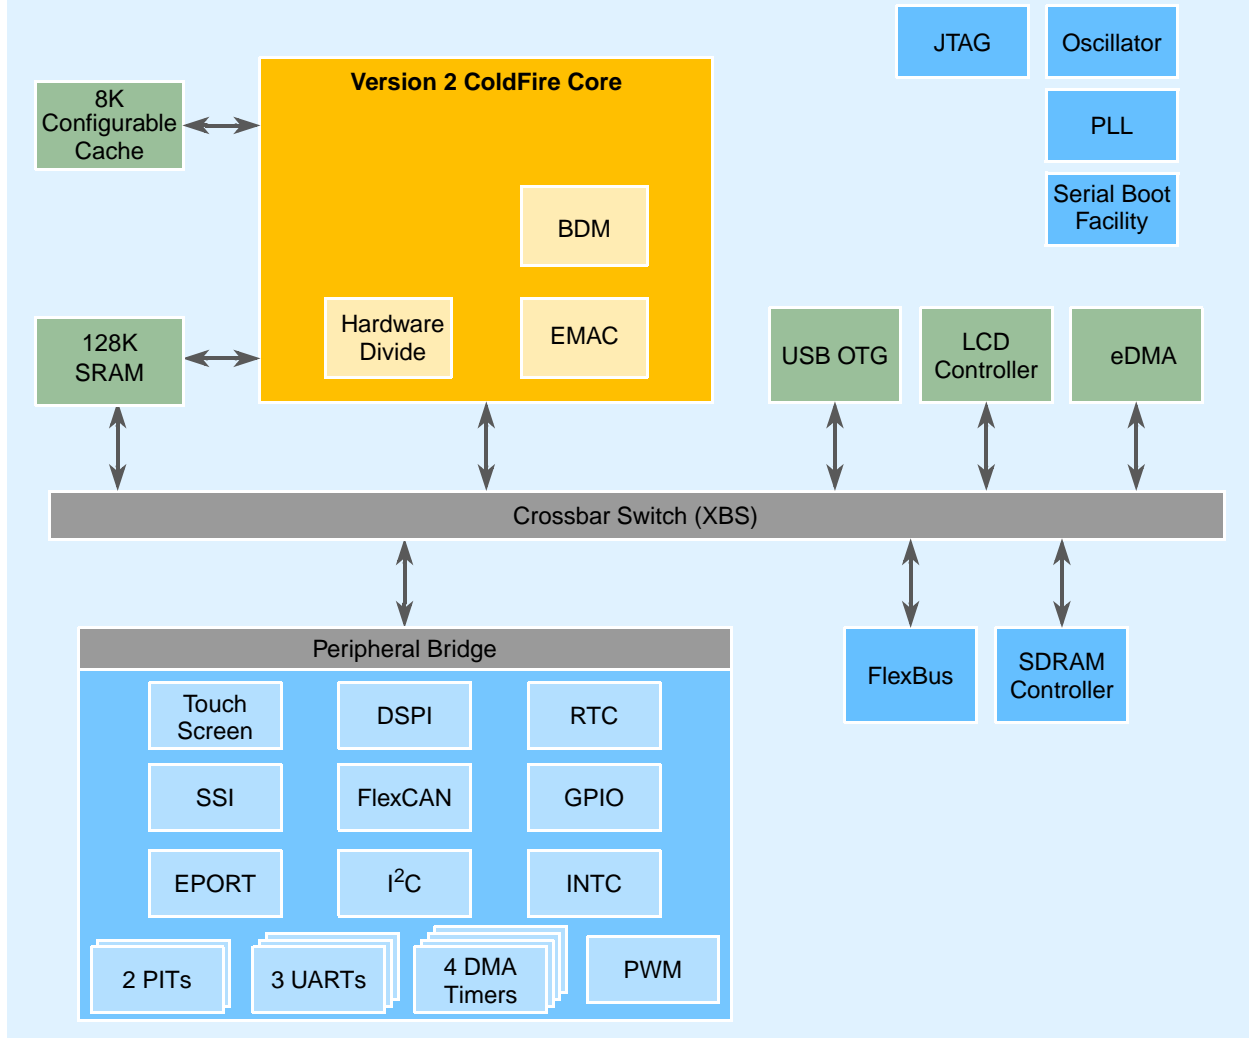 JTAG
Oscillator
Version 2 ColdFire Core
8K
Configurable
Cache
PLL
Serial Boot
Facility
BDM
Hardware
Divide
EMAC
128K
SRAM
USB OTG
LCD
Controller
eDMA
Crossbar Switch (XBS)
Peripheral Bridge
FlexBus
SDRAM
Controller
Touch
Screen
DSPI
RTC
SSI
FlexCAN
GPIO
EPORT
I²C
INTC
2 PITs
3 UARTs
4 DMA
Timers
PWM